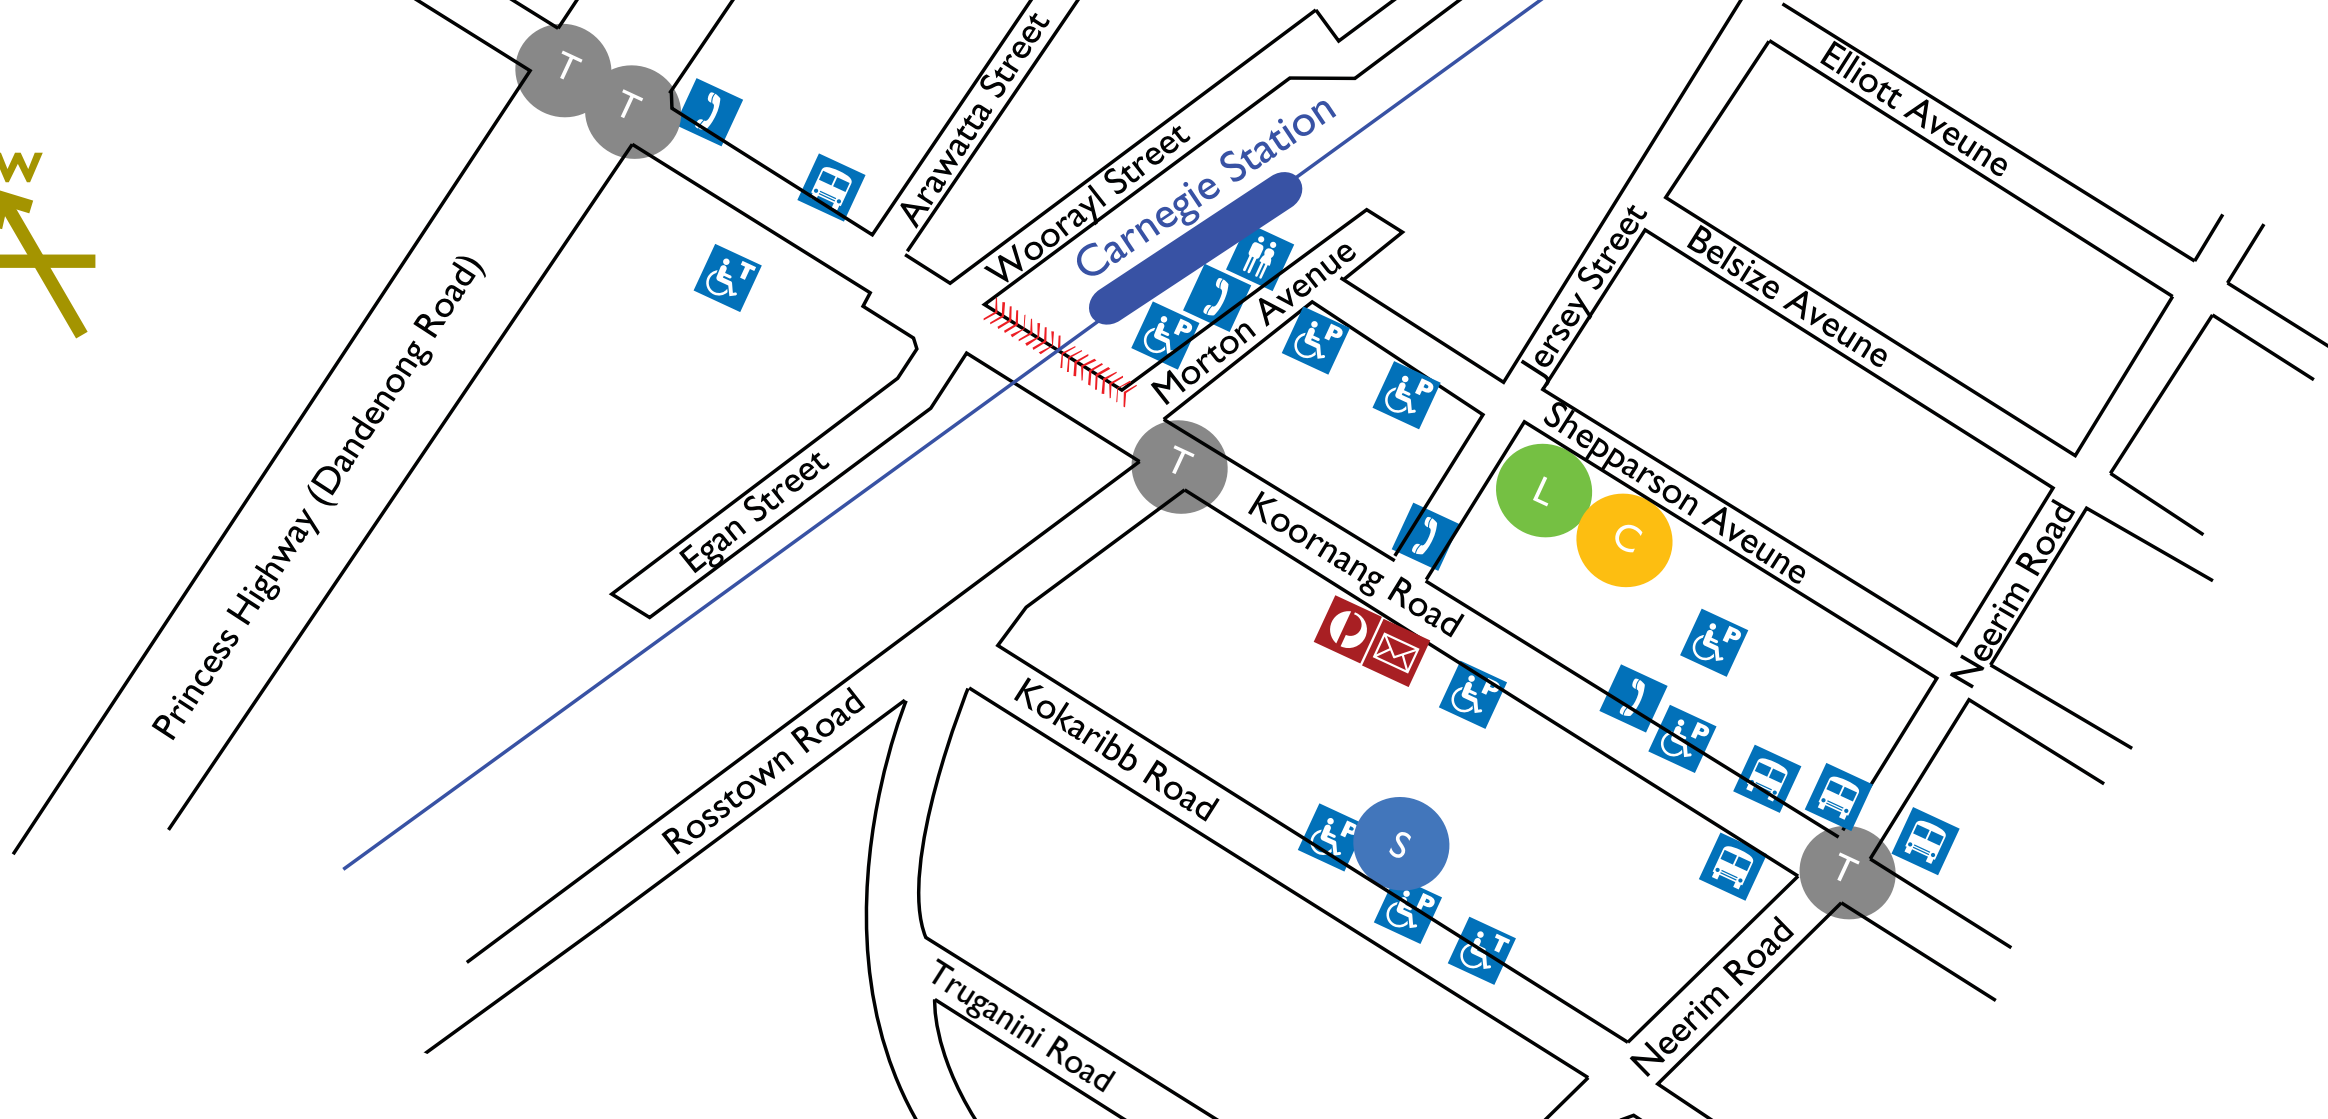 W
T
T
Arawatta Street
Woorayl Street
Carnegie Station
Elliott Aveune
Belsize Aveune
Jersey Street
T
P
Morton Avenue
P
P
Princess Highway (Dandenong Road)
Egan Street
T
Shepparson Aveune
L
C
Koornang Road
Neerim Road
P
P
P
Rosstown Road
Kokaribb Road
P
S
P
T
T
Neerim Road
Truganini Road